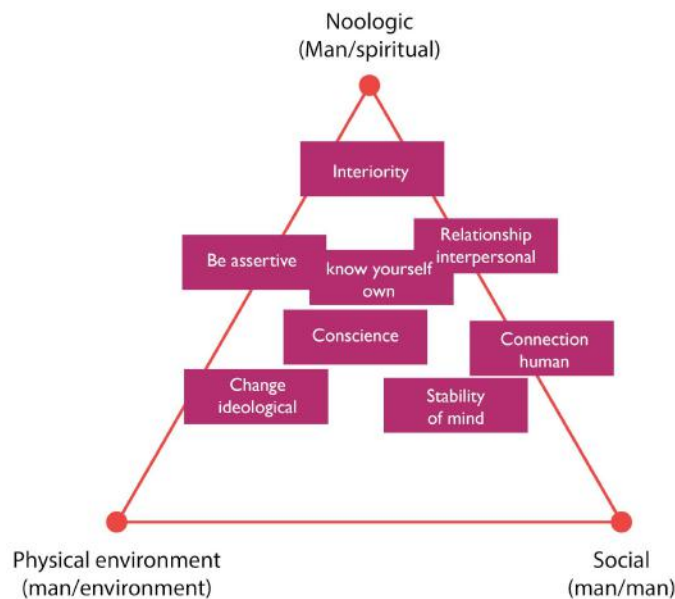 Noologic
(Man/spiritual)
Interiority
Be assertive
Relationship
interpersonal
know yourself
own
Conscience
Connection
human
Change
ideological
Stability
of mind
Physical environment
(man/environment)
Social
(man/man)